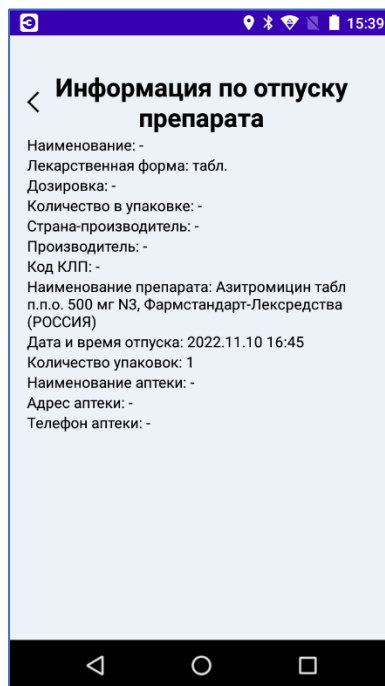 15:39
Информация по отпуску
препарата
Наименование: -
Лекарственная форма: табл.
Дозировка: -
Количество в упаковке: -
Страна-производитель: -
Производитель: -
Код КЛП: -
Наименование препарата: Азитромицин табл
п.п.о. 500 мг N3, Фармстандарт-Лексредства
(РОССИЯ)
Дата и время отпуска: 2022.11.10 16:45
Количество упаковок: 1
Наименование аптеки: -
Адрес аптеки: -
Телефон аптеки: -